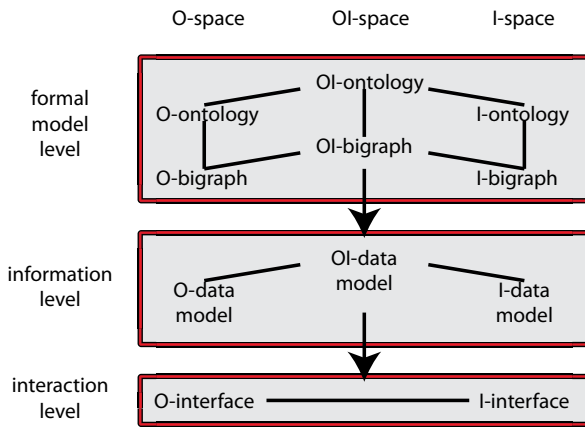 O-space OI-space I-space
formal
model
level
OI-ontology
O-ontology I-ontology
OI-bigraph
O-bigraph I-bigraph
information
level
OI-data
model
O-data
model
I-data
model
interaction
level
O-interface I-interface